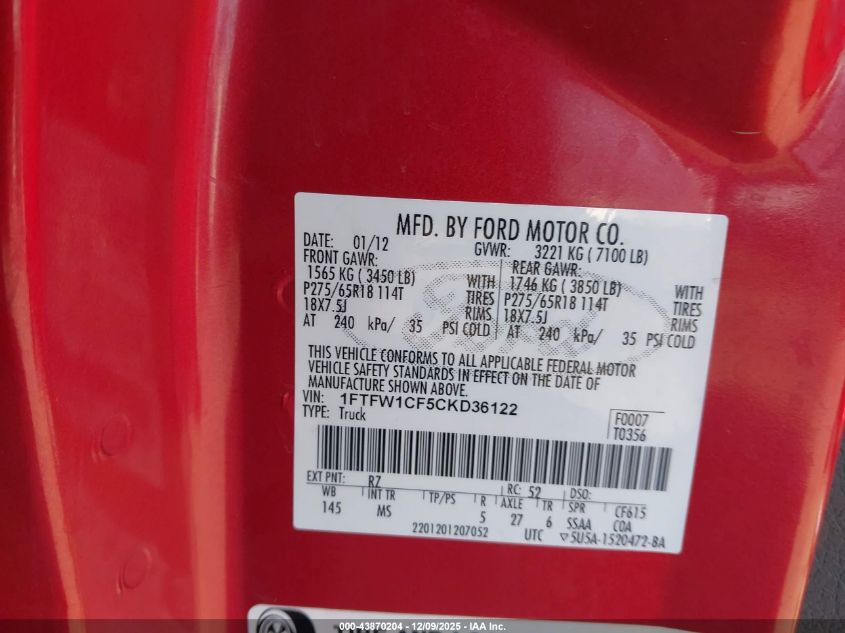 MFD. BY FORD MOTOR CO.
DATE: 01/12 GVWR: 3221 KG ( 7100 LB)
FRONT GAWR: REAR GAWR:
1565 KG ( 3450 LB) WITH 1746 KG ( 3850 LB) WITH
P275/65R18 114T TIRES P275/65R18 114T TIRES
18X7.5J RIMS 18X7.5J RIMS
AT 240 kPa/ 35 PSI COLD AT 240 kPa/ 35 PSI COLD
Ford
THIS VEHICLE CONFORMS TO ALL APPLICABLE FEDERAL MOTOR
VEHICLE SAFETY STANDARDS IN EFFECT ON THE DATE OF
MANUFACTURE SHOWN ABOVE.
VIN: 1FTFW1CF5CKD36122
TYPE: Truck
F0007
T0356
EXT PNT: RZ RC: 52 DSO:
WB INT TR TP/PS R AXLE TR SPR CF615
145 MS 5 27 6 SSAA CDA
2201201207052 UTC ▽5U5A-1520472-BA
000-43870204 - 12/09/2025 - IAA Inc.